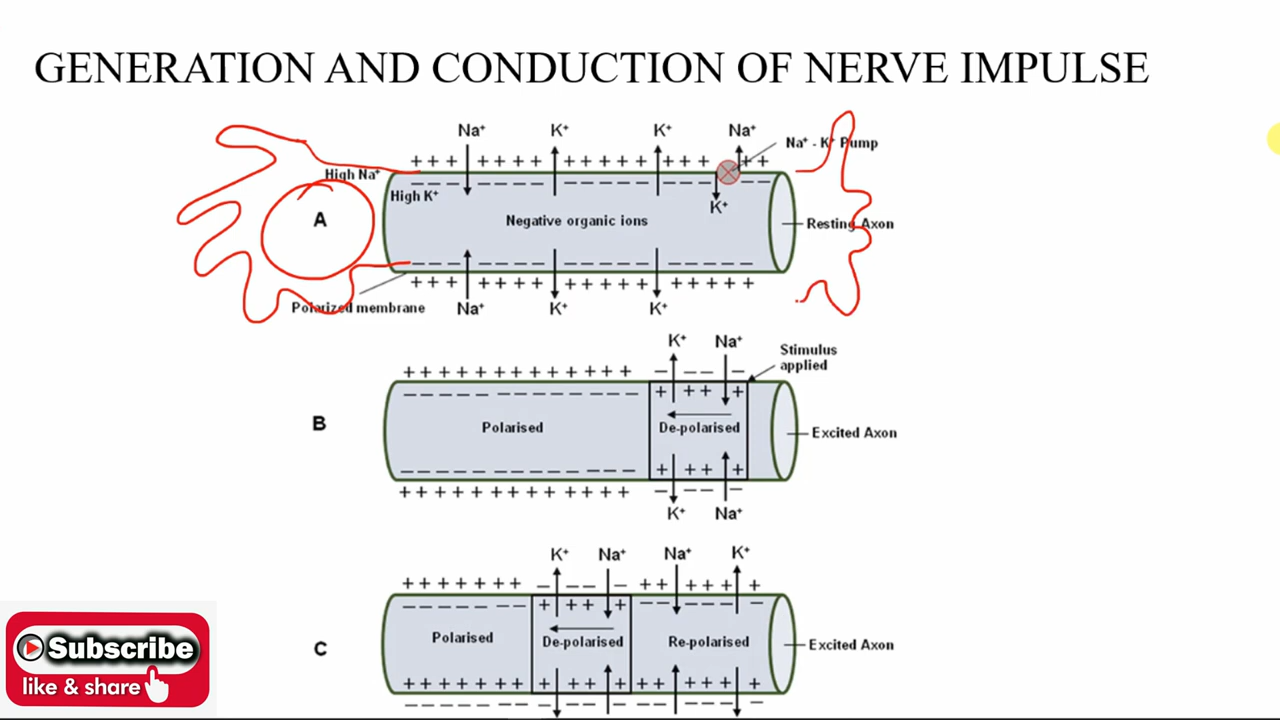 GENERATION AND CONDUCTION OF NERVE IMPULSE
Na⁺ K⁺ K⁺ Na⁺
Na⁺ - K⁺ Pump
+ + + + + + + + + + + + + + + + +
High Na⁺
High K⁺
K⁺
A
Negative organic ions
Resting Axon
+ + + + + + + + + + + + + + + + +
Polarized membrane
Na⁺ K⁺ K⁺
K⁺ Na⁺
Stimulus
applied
+ + + + + + + + + + + + + – – – –
+ + + +
B
Polarised
De-polarised
Excited Axon
+ + + +
+ + + + + + + + + + + + + – – – –
K⁺ Na⁺
K⁺ Na⁺ Na⁺ K⁺
+ + + + + + + – – – – + + + + + +
+ + + + – – – – – –
C
Polarised
De-polarised
Re-polarised
Excited Axon
+ + + + + + + + + + + + + + + + +
Subscribe
like & share